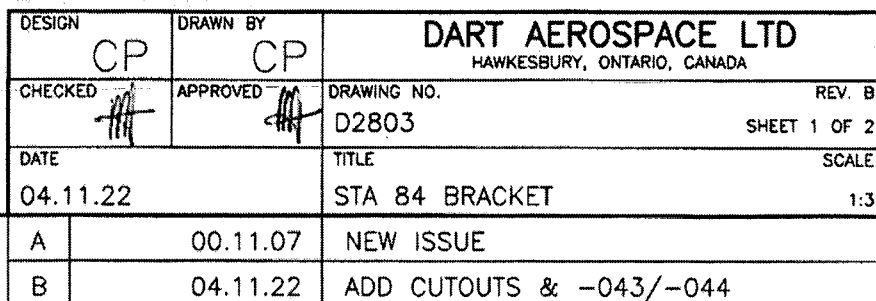 DESIGN CP DRAWN BY CP DART AEROSPACE LTD
HAWKESBURY, ONTARIO, CANADA
CHECKED APPROVED DRAWING NO. REV. B
D2803 SHEET 1 OF 2
DATE TITLE SCALE
04.11.22 STA 84 BRACKET 1:3
A 00.11.07 NEW ISSUE
B 04.11.22 ADD CUTOUTS & -043/-044